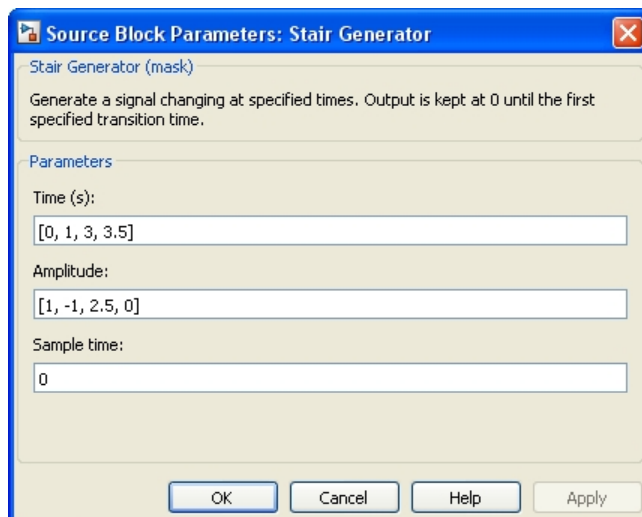 Source Block Parameters: Stair Generator
Stair Generator (mask)
Generate a signal changing at specified times. Output is kept at 0 until the first
specified transition time.
Parameters
Time (s):
[0, 1, 3, 3.5]
Amplitude:
[1, -1, 2.5, 0]
Sample time:
0
OK Cancel Help Apply